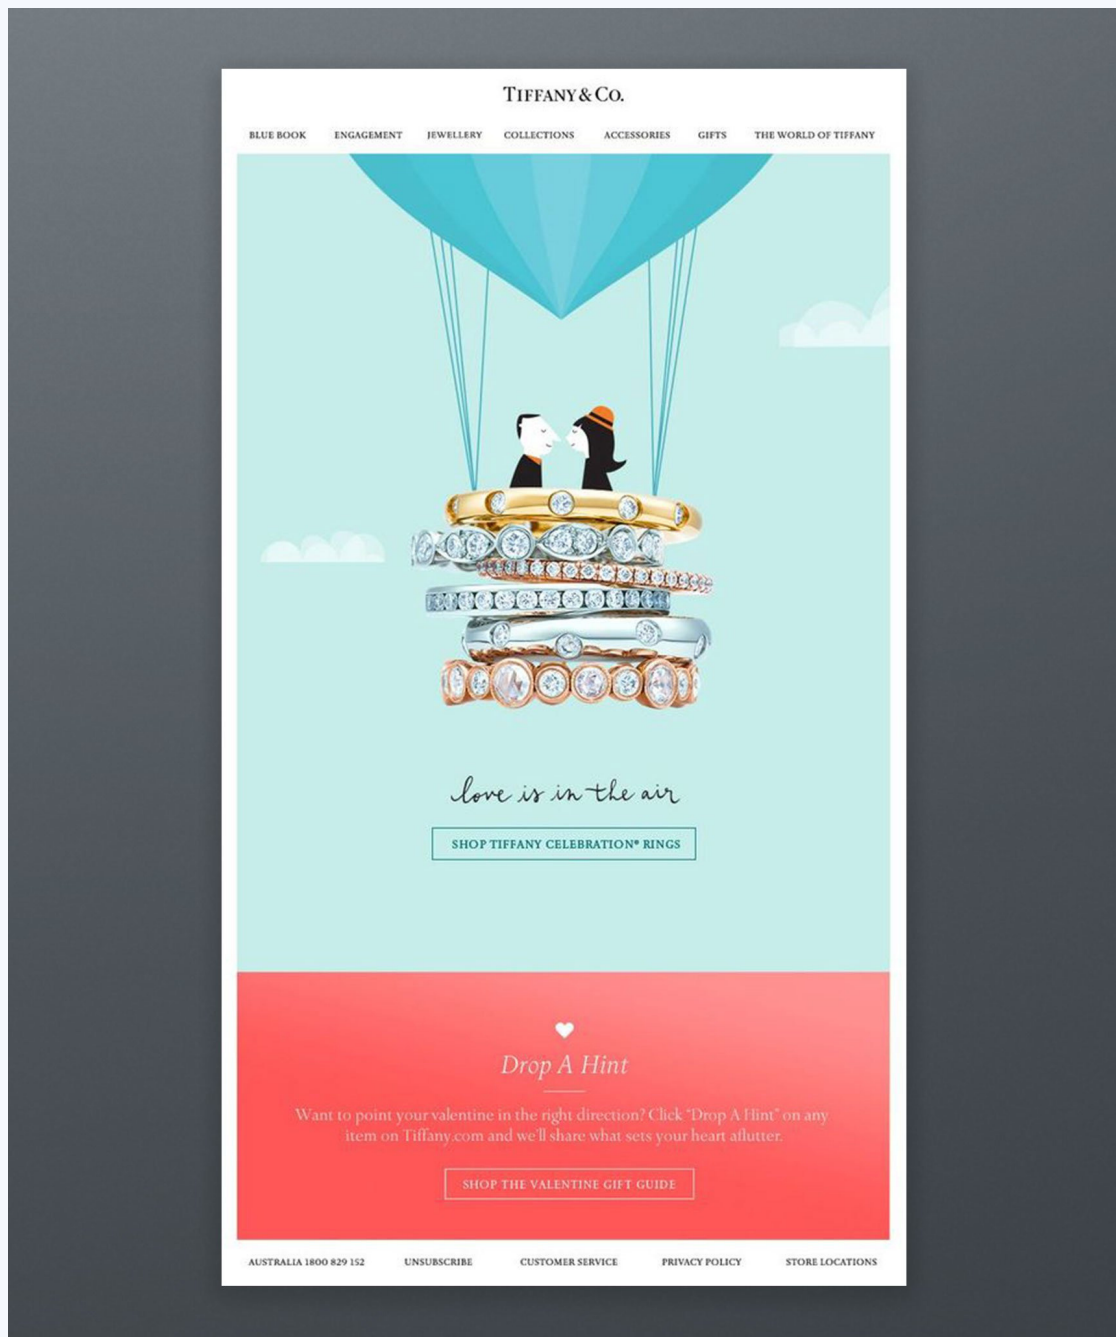 TIFFANY & CO.
BLUE BOOK ENGAGEMENT JEWELLERY COLLECTIONS ACCESSORIES GIFTS THE WORLD OF TIFFANY
love is in the air
SHOP TIFFANY CELEBRATION® RINGS
Drop A Hint
Want to point your valentine in the right direction? Click “Drop A Hint” on any
item on Tiffany.com and we’ll share what sets your heart aflutter.
SHOP THE VALENTINE GIFT GUIDE
AUSTRALIA 1800 829 152 UNSUBSCRIBE CUSTOMER SERVICE PRIVACY POLICY STORE LOCATIONS